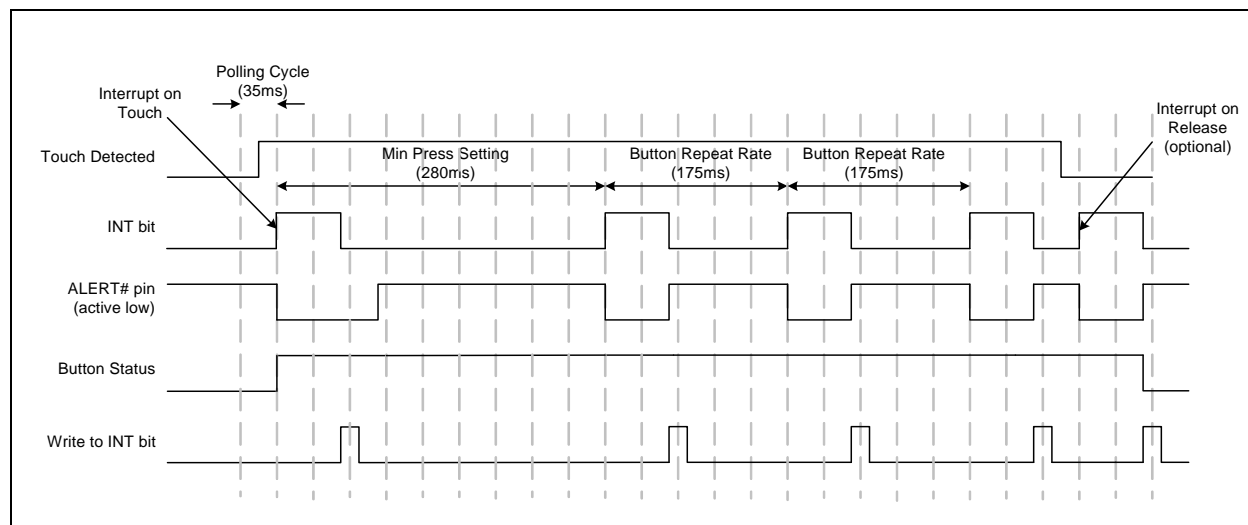 Polling Cycle
(35ms)
Interrupt on
Touch
Interrupt on
Release
(optional)
Touch Detected
Min Press Setting
(280ms)
Button Repeat Rate
(175ms)
Button Repeat Rate
(175ms)
INT bit
ALERT# pin
(active low)
Button Status
Write to INT bit